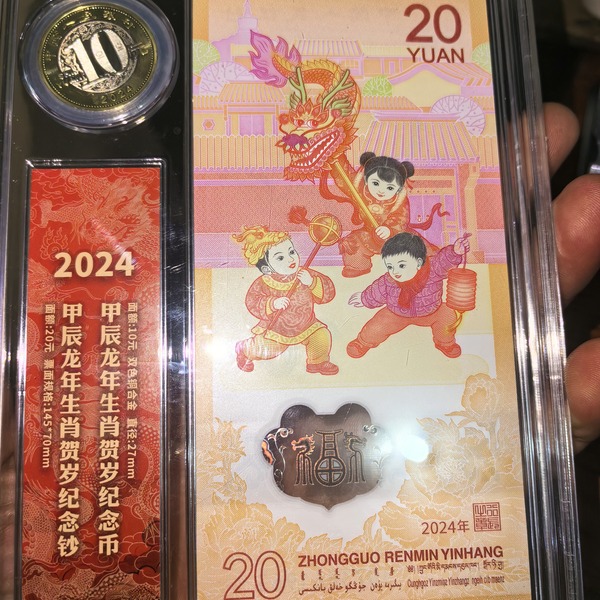 10
2024
甲辰龙年生肖贺岁纪念币
面额:10元 双色铜合金 直径:27mm
甲辰龙年生肖贺岁纪念钞
面额:20元 票面规格:145*70mm
20
YUAN
福
2024年
20
ZHONGGUO RENMIN YINHANG